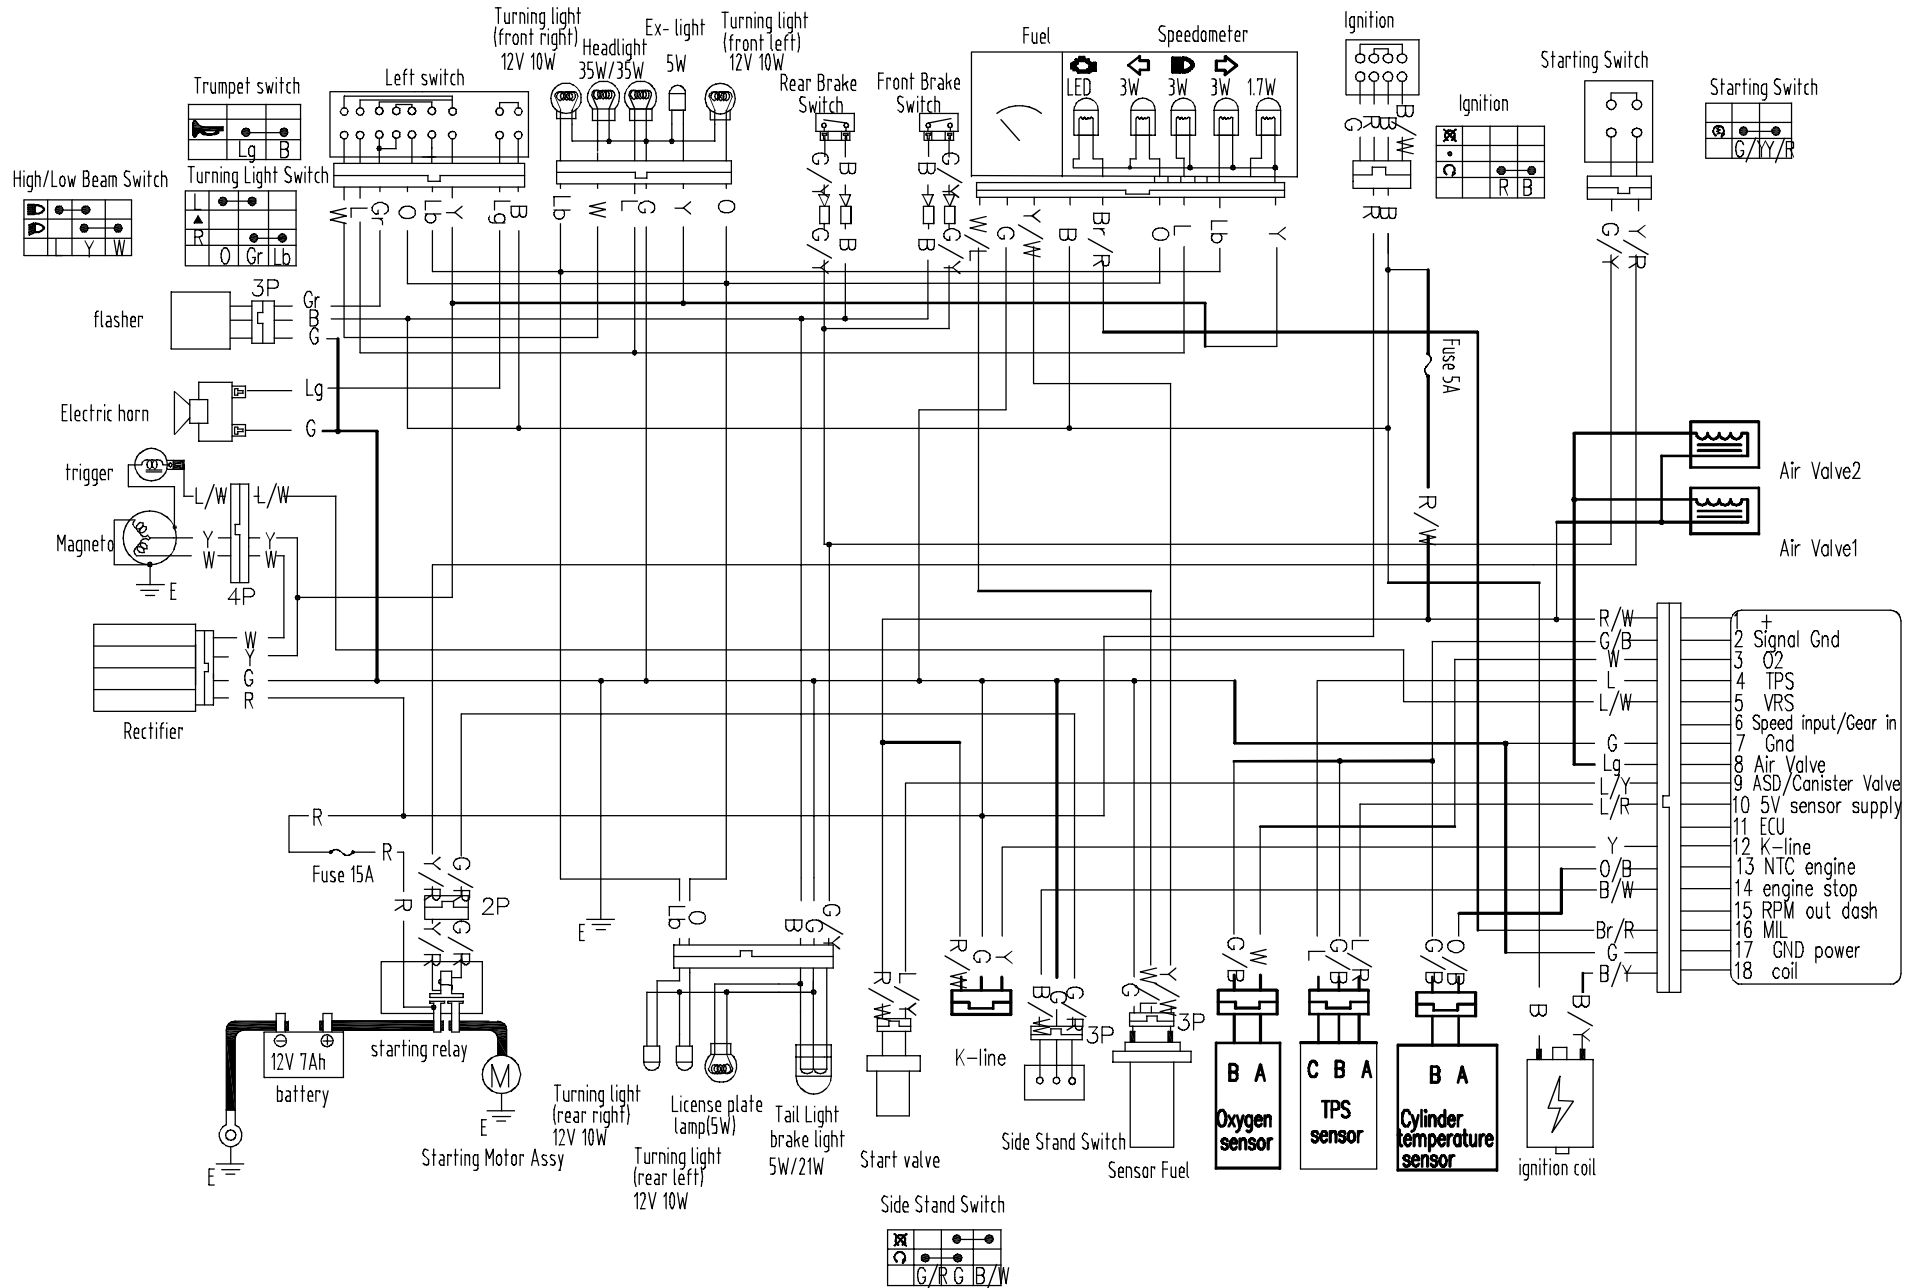 Turning light
(front right)
12V 10W
Headlight
35W/35W
Ex- light
5W
Turning light
(front left)
12V 10W
Fuel
Speedometer
Ignition
Starting Switch
Trumpet switch
Lg B
Left switch
Rear Brake
Switch
Front Brake
Switch
LED 3W 3W 3W 1.7W
B/W
G R B
Ignition
R B
Starting Switch
G/Y Y/R
High/Low Beam Switch
L Y W
Turning Light Switch
L
R
O Gr Lb
W L Gr O Lb Y Lg B
Lb W L G Y O
G/Y B
G/Y B
B G/Y
B G/Y
W/L G Y/W B Br/R O L Lb Y
R B
G/Y Y/R
flasher
3P
Gr
B
G
Fuse 5A
Electric horn
Lg
G
trigger
L/W L/W
Magneto
Y Y
W W
E
4P
R/W
Air Valve2
Air Valve1
Rectifier
W
Y
G
R
R/W 1 +
G/B 2 Signal Gnd
W 3 O2
L 4 TPS
L/W 5 VRS
6 Speed input/Gear in
G 7 Gnd
Lg 8 Air Valve
L/Y 9 ASD/Canister Valve
L/R 10 5V sensor supply
11 ECU
Y 12 K-line
O/B 13 NTC engine
B/W 14 engine stop
15 RPM out dash
Br/R 16 MIL
G 17 GND power
B/Y 18 coil
R
R
Fuse 15A
R
Y/R G/R
2P
Y/R G/R
E
Lb O
B G G/Y
R/W L/Y
R/W G Y
B/W G G/R
3P
G W/L Y/W
3P
G/B W
L G/B L/R
G/B O/B
B B/Y
12V 7Ah
battery
starting relay
M
E
E
Starting Motor Assy
Turning light
(rear right)
12V 10W
Turning light
(rear left)
12V 10W
License plate
lamp(5W)
Tail Light
brake light
5W/21W
Start valve
K-line
Side Stand Switch
Sensor Fuel
B A
Oxygen
sensor
C B A
TPS
sensor
B A
Cylinder
temperature
sensor
ignition coil
Side Stand Switch
G/R G B/W